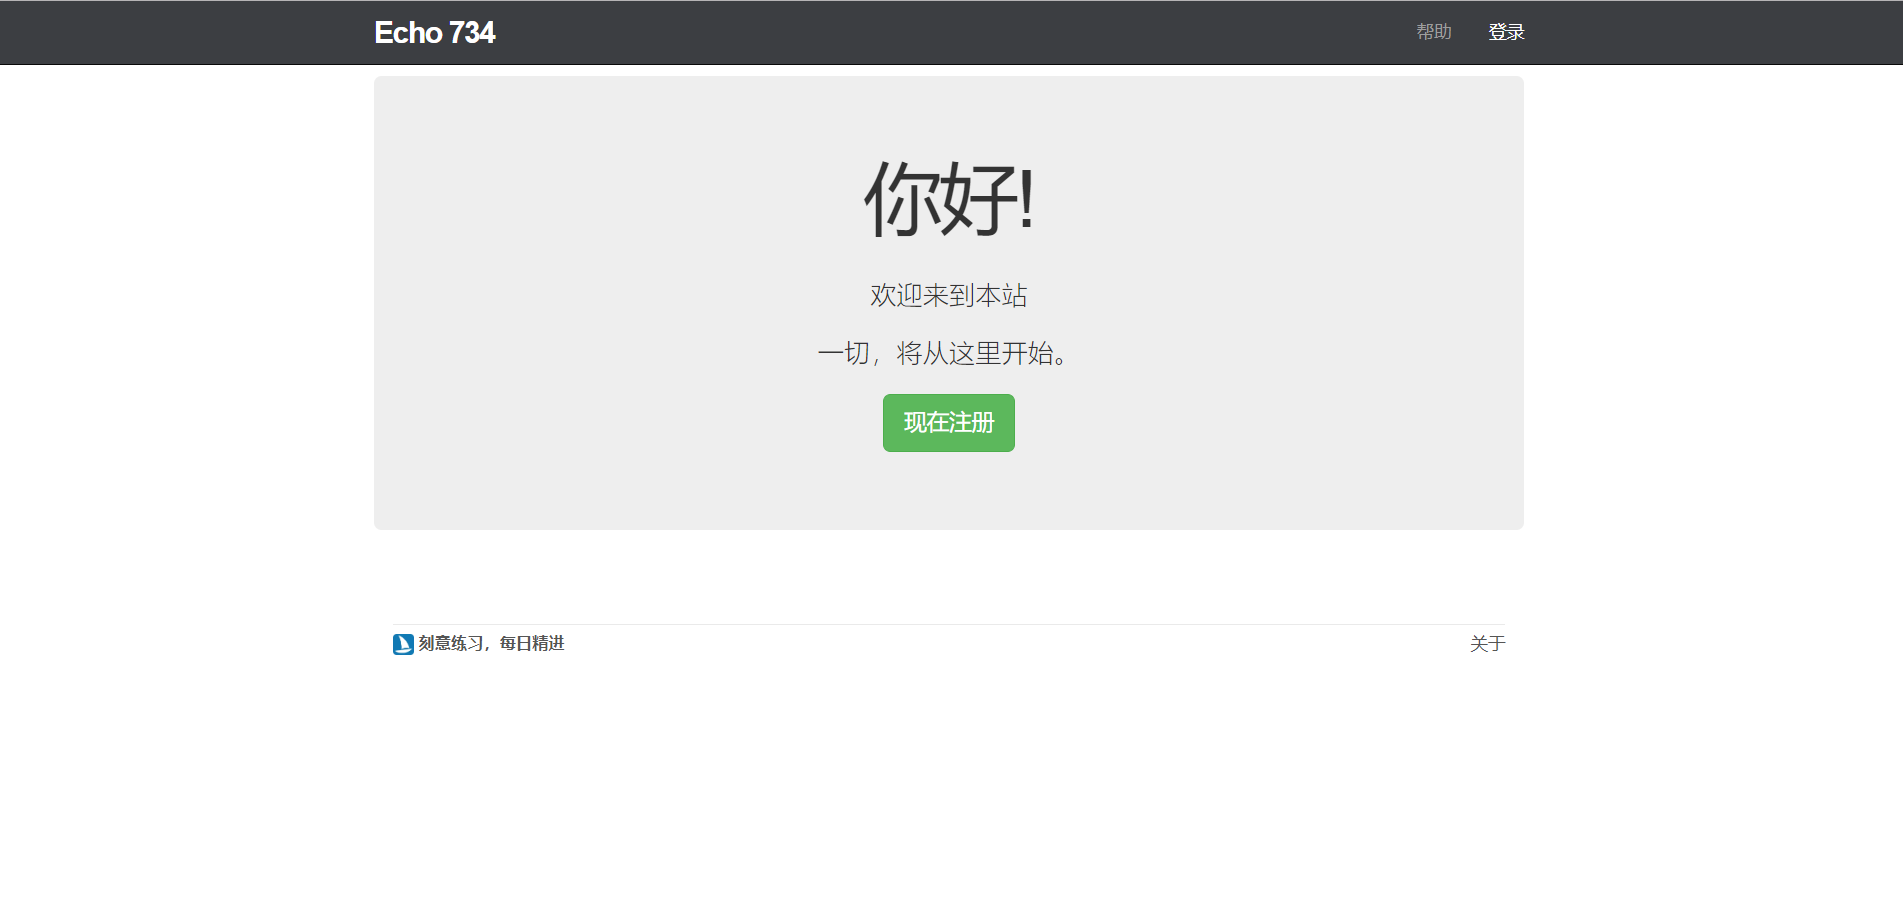 Echo 734 帮助 登录
你好!
欢迎来到本站
一切，将从这里开始。
现在注册
刻意练习，每日精进 关于